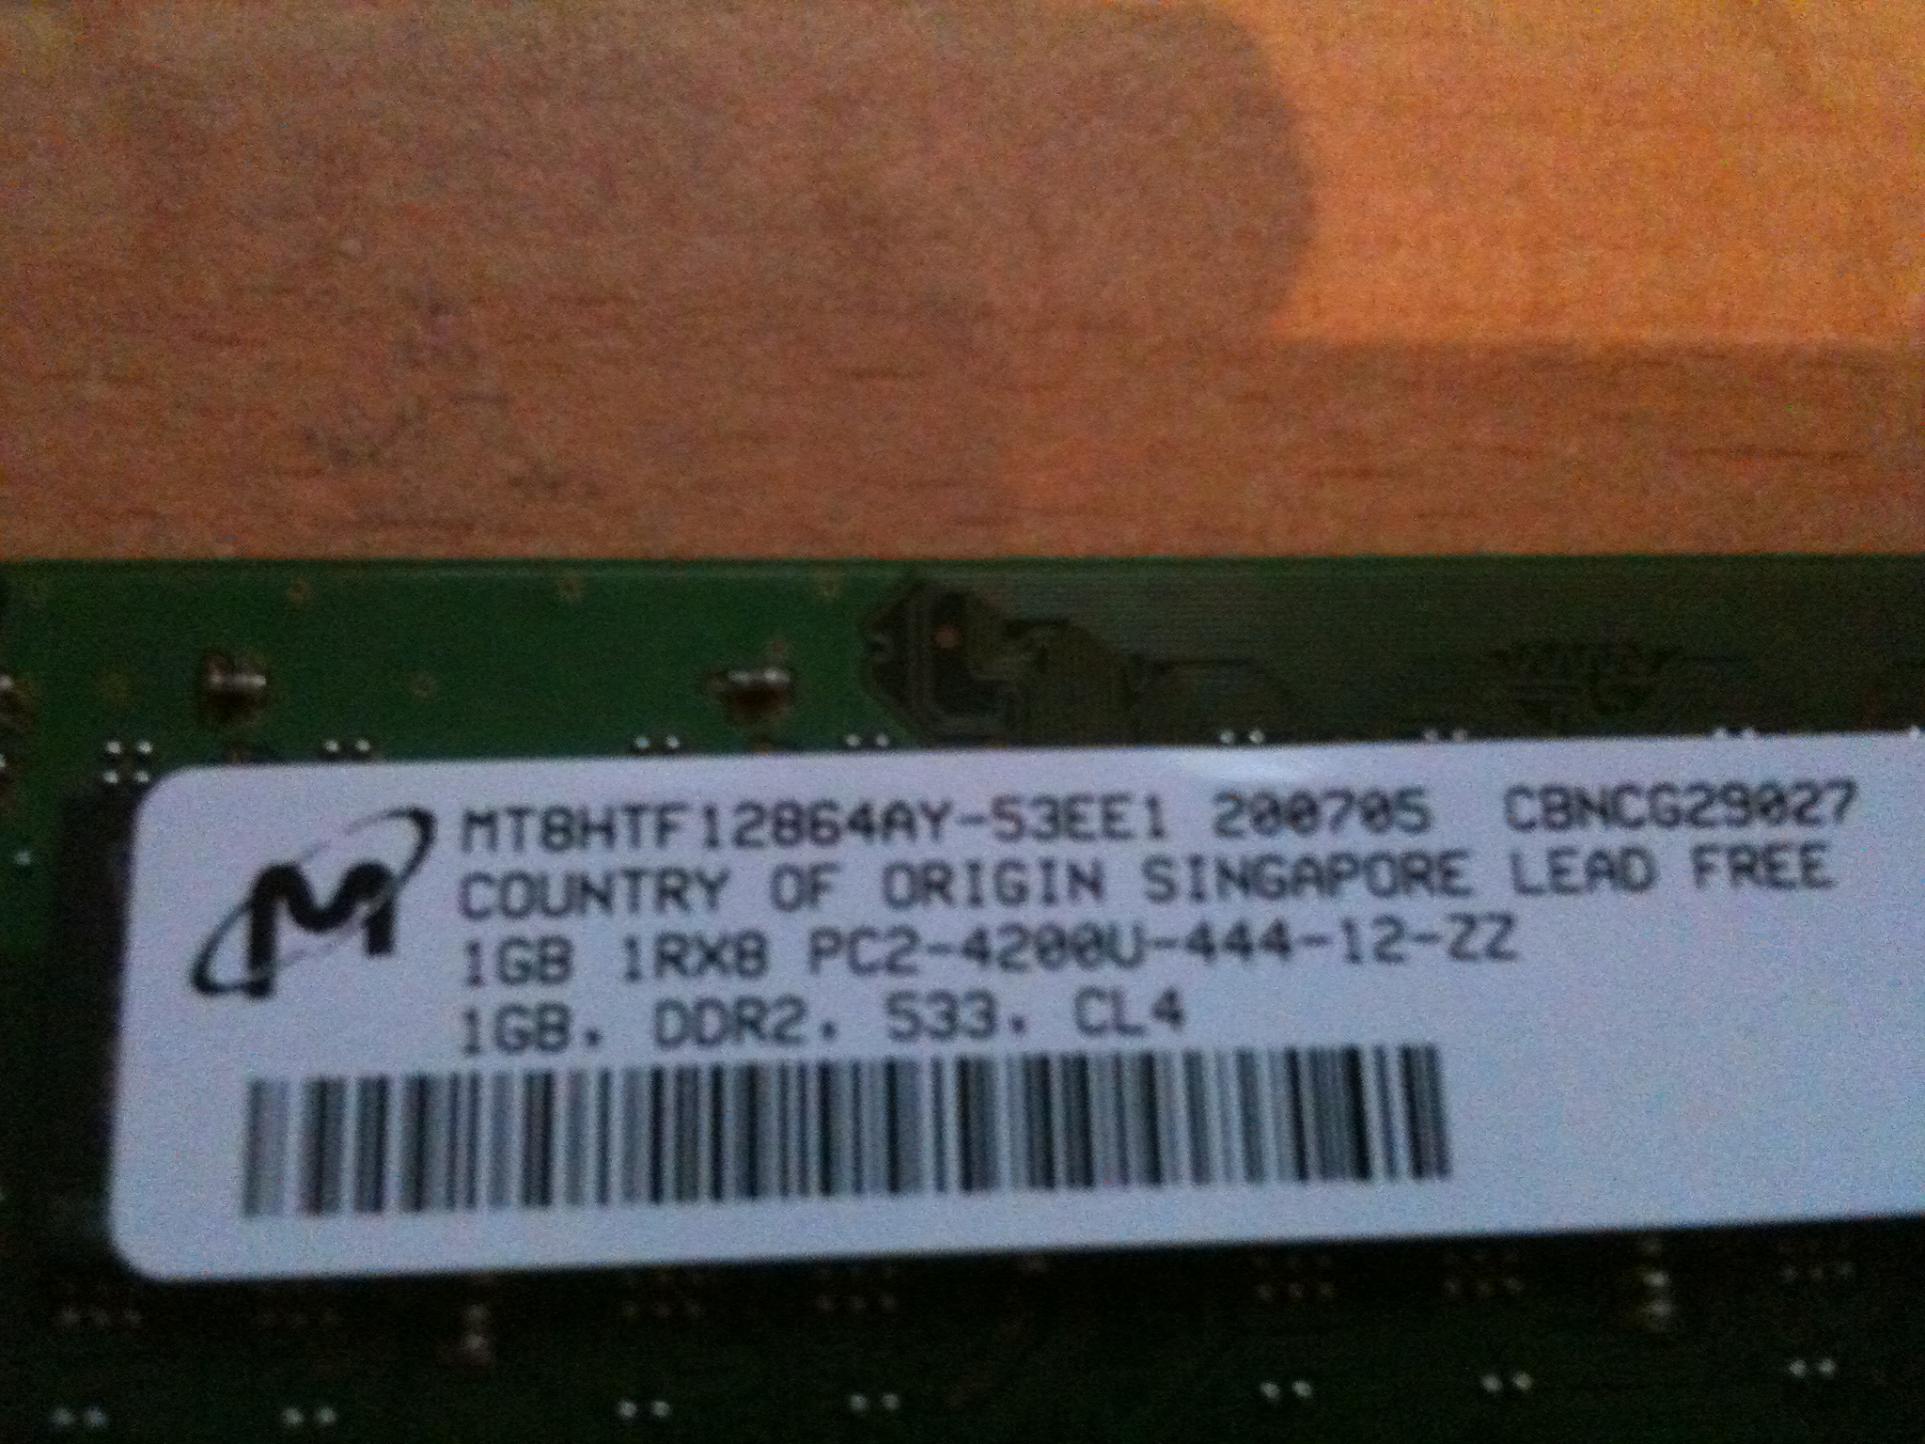 MT8HTF12864AY-53EE1 200705 CBNCG29027
COUNTRY OF ORIGIN SINGAPORE LEAD FREE
1GB 1RX8 PC2-4200U-444-12-ZZ
1GB, DDR2, 533, CL4